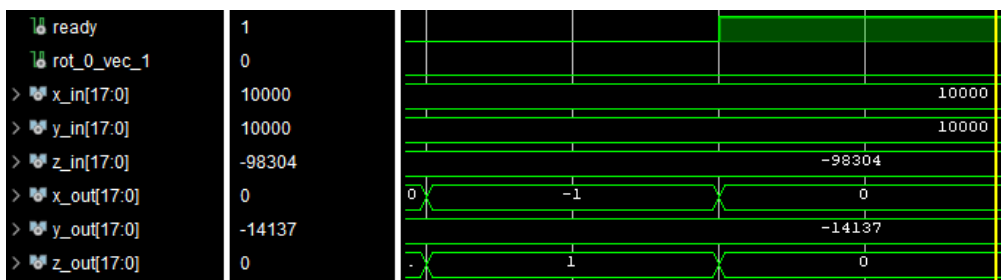 ready 1
rot_0_vec_1 0
x_in[17:0] 10000 10000
y_in[17:0] 10000 10000
z_in[17:0] -98304 -98304
x_out[17:0] 0 0 -1 0
y_out[17:0] -14137 -14137
z_out[17:0] 0 . 1 0